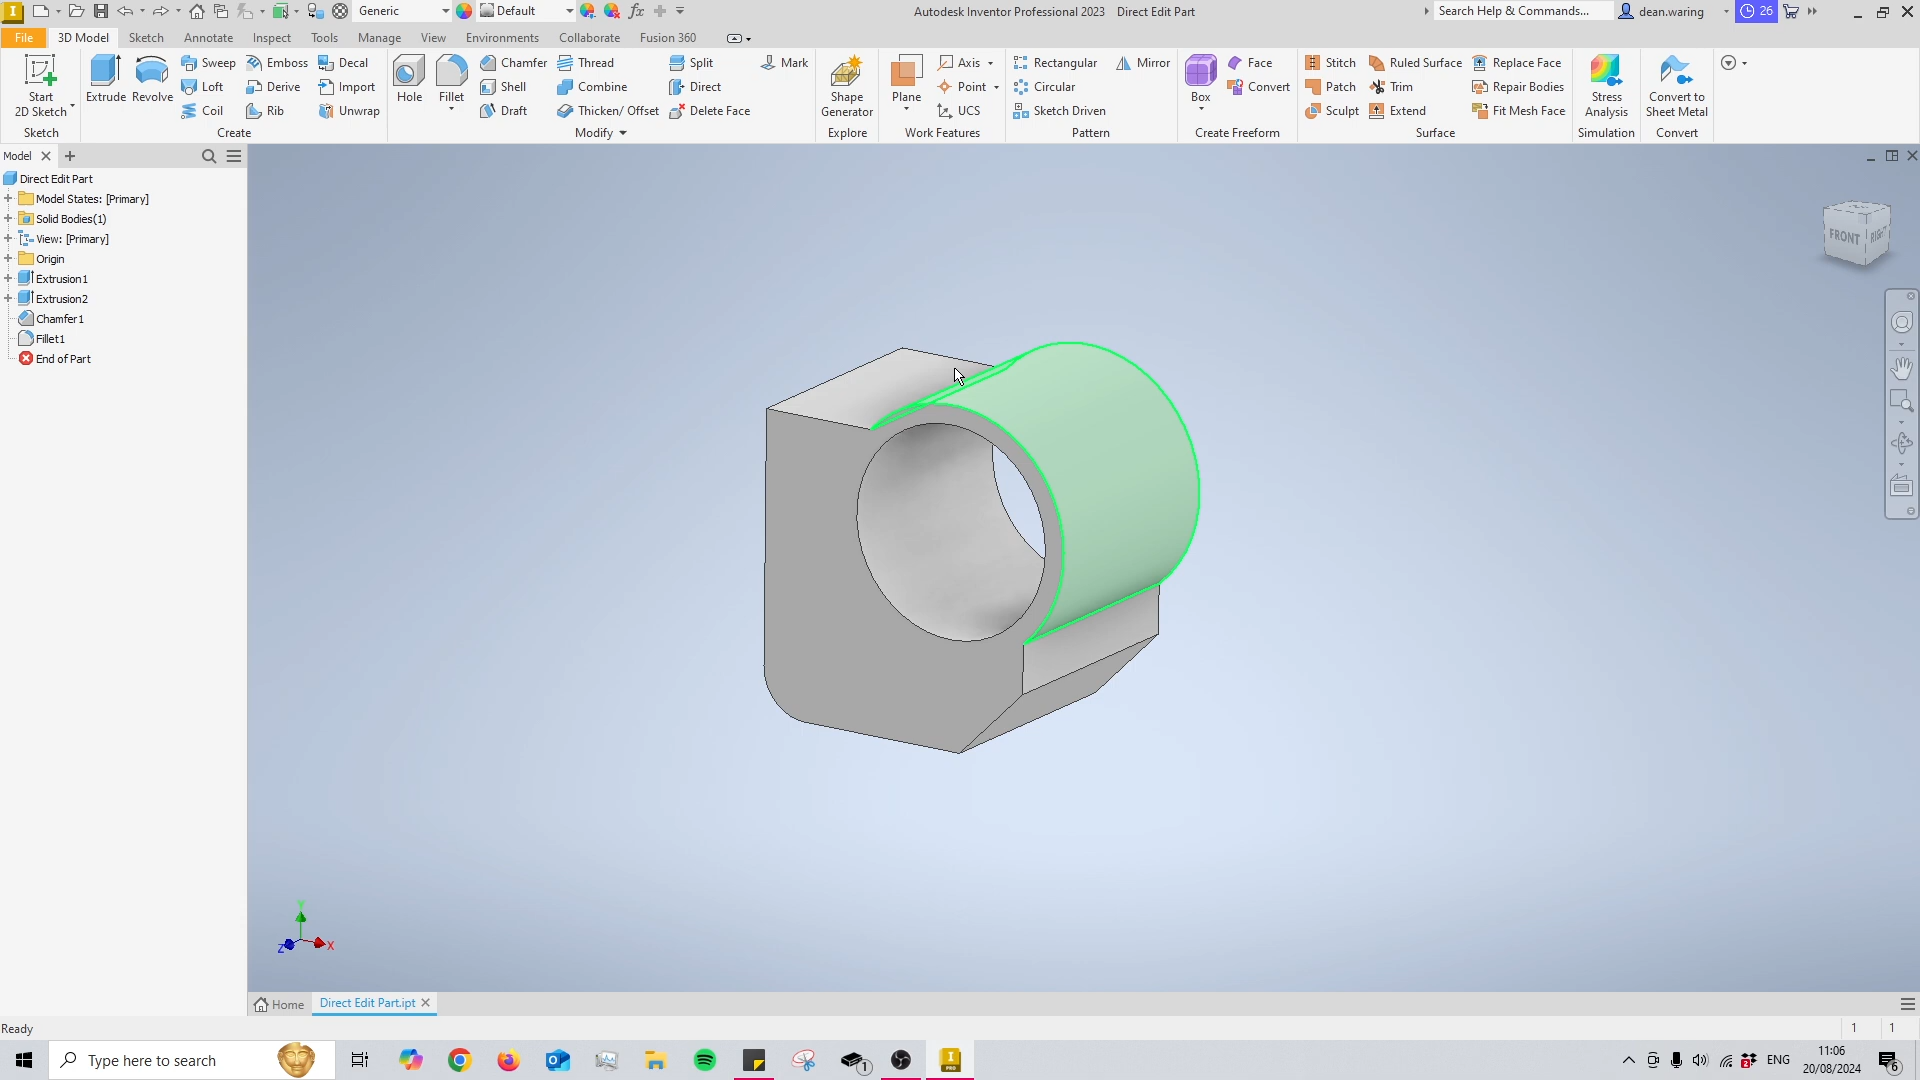 Generic
Default
fx
Autodesk Inventor Professional 2023 Direct Edit Part
Search Help & Commands...
dean.waring
26
File 3D Model Sketch Annotate Inspect Tools Manage View Environments Collaborate Fusion 360
Start
2D Sketch
Extrude Revolve
Sweep Emboss Decal
Loft Derive Import
Coil Rib Unwrap
Hole Fillet
Chamfer Thread Split Mark
Shell Combine Direct
Draft Thicken/ Offset Delete Face
Shape
Generator
Plane
Axis
Point
UCS
Rectangular Mirror
Circular
Sketch Driven
Box
Face
Convert
Stitch Ruled Surface Replace Face
Patch Trim Repair Bodies
Sculpt Extend Fit Mesh Face
Stress
Analysis
Convert to
Sheet Metal
Sketch Create Modify Explore Work Features Pattern Create Freeform Surface Simulation Convert
Model
Direct Edit Part
Model States: [Primary]
Solid Bodies(1)
View: [Primary]
Origin
Extrusion1
Extrusion2
Chamfer1
Fillet1
End of Part
FRONT RIGHT
Y
Z X
Home Direct Edit Part.ipt
Ready
1 1
Type here to search
ENG
11:06
20/08/2024
6